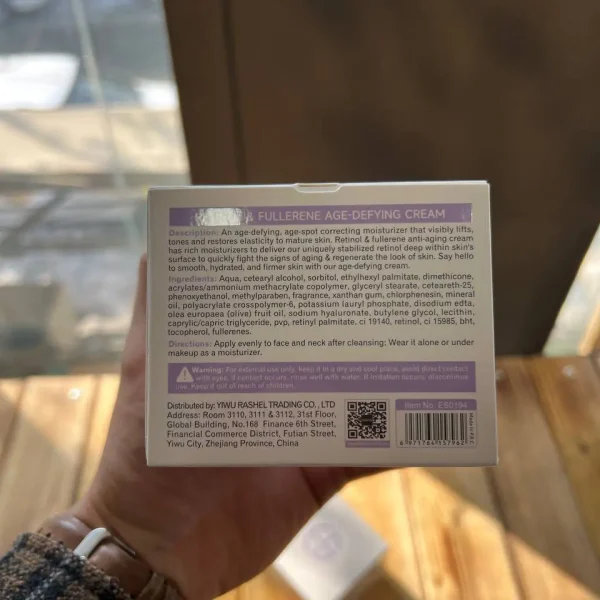 & FULLERENE AGE-DEFYING CREAM
Description: An age-defying, age-spot correcting moisturizer that visibly lifts,
tones and restores elasticity to mature skin. Retinol & fullerene anti-aging cream
has rich moisturizers to deliver our uniquely stabilized retinol deep within skin's
surface to quickly fight the signs of aging & regenerate the look of skin. Say hello
to smooth, hydrated, and firmer skin with our age-defying cream.
Ingredients: Aqua, cetearyl alcohol, sorbitol, ethylhexyl palmitate, dimethicone,
acrylates/ammonium methacrylate copolymer, glyceryl stearate, ceteareth-25,
phenoxyethanol, methylparaben, fragrance, xanthan gum, chlorphenesin, mineral
oil, polyacrylate crosspolymer-6, potassium lauryl phosphate, disodium edta,
olea europaea (olive) fruit oil, sodium hyaluronate, butylene glycol, lecithin,
caprylic/capric triglyceride, pvp, retinyl palmitate, ci 19140, retinol, ci 15985, bht,
tocopherol, fullerenes.
Directions: Apply evenly to face and neck after cleansing; Wear it alone or under
makeup as a moisturizer.
Warning: For external use only, keep it in a dry and cool place, avoid direct contact
with eyes, if contact occurs, rinse well with water. If irritation occurs, discontinue
use. Keep it out of reach of children.
Distributed by: YIWU RASHEL TRADING CO., LTD
Address: Room 3110, 3111 & 3112, 31st Floor,
Global Building, No.168 Finance 6th Street,
Financial Commerce District, Futian Street,
Yiwu City, Zhejiang Province, China
Item No: ES0194
6 971784 157982